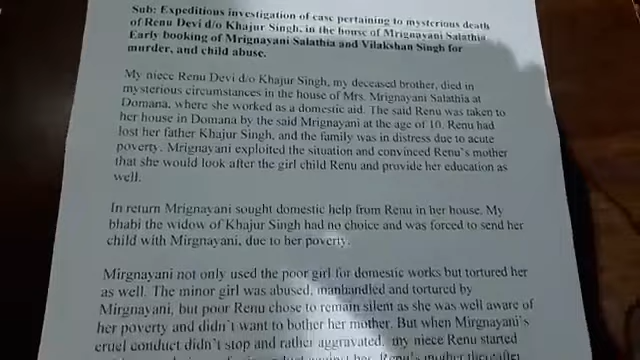 Sub: Expeditious investigation of case pertaining to mysterious death
of Renu Devi d/o Khajur Singh, in the house of Mrignayani Salathia
Early booking of Mrignayani Salathia and Vilakshan Singh for
murder, and child abuse.
My niece Renu Devi d/o Khajur Singh, my deceased brother, died in
mysterious circumstances in the house of Mrs. Mrignayani Salathia at
Domana, where she worked as a domestic aid. The said Renu was taken to
her house in Domana by the said Mrignayani at the age of 10. Renu had
lost her father Khajur Singh, and the family was in distress due to acute
poverty. Mrignayani exploited the situation and convinced Renu's mother
that she would look after the girl child Renu and provide her education as
well.
In return Mrignayani sought domestic help from Renu in her house. My
bhabi the widow of Khajur Singh had no choice and was forced to send her
child with Mrignayani, due to her poverty.
Mirgnayani not only used the poor girl for domestic works but tortured her
as well. The minor girl was abused, manhandled and tortured by
Mirgnayani, but poor Renu chose to remain silent as she was well aware of
her poverty and didn't want to bother her mother. But when Mirgnayani's
cruel conduct didn't stop and rather aggravated, my niece Renu started
her. Renu's mother